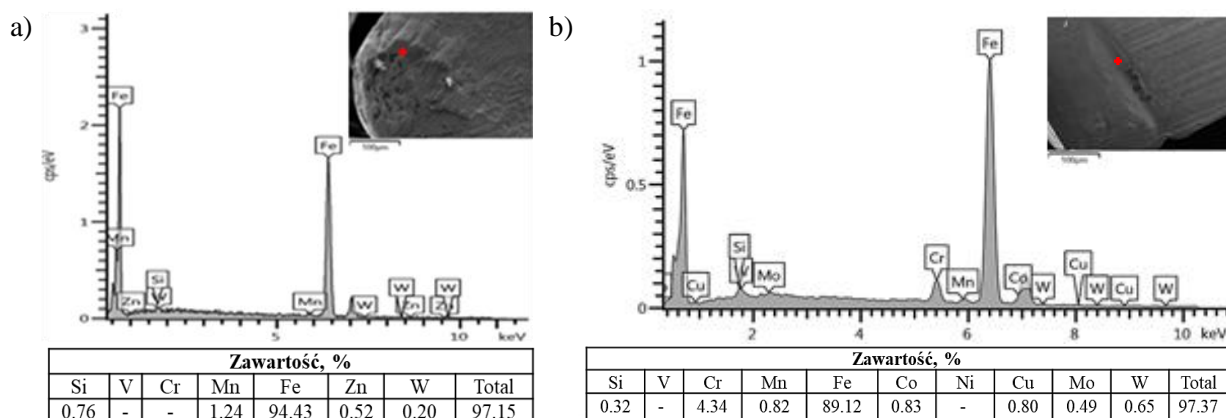 a)
cps/eV
3
2
1
0
Fe
Mn
Zn
Si
W
Mn
Fe
W
W
Zn
W
Zn
5
10
keV
100µm
Zawartość, %
Si V Cr Mn Fe Zn W Total
0.76 - - 1.24 94.43 0.52 0.20 97.15
b)
cps/eV
1
0.5
0
Fe
Cu
Si
W
Mo
Cr
Mn
Fe
Co
W
Cu
W
Cu
W
2
4
6
8
10
keV
100µm
Zawartość, %
Si V Cr Mn Fe Co Ni Cu Mo W Total
0.32 - 4.34 0.82 89.12 0.83 - 0.80 0.49 0.65 97.37